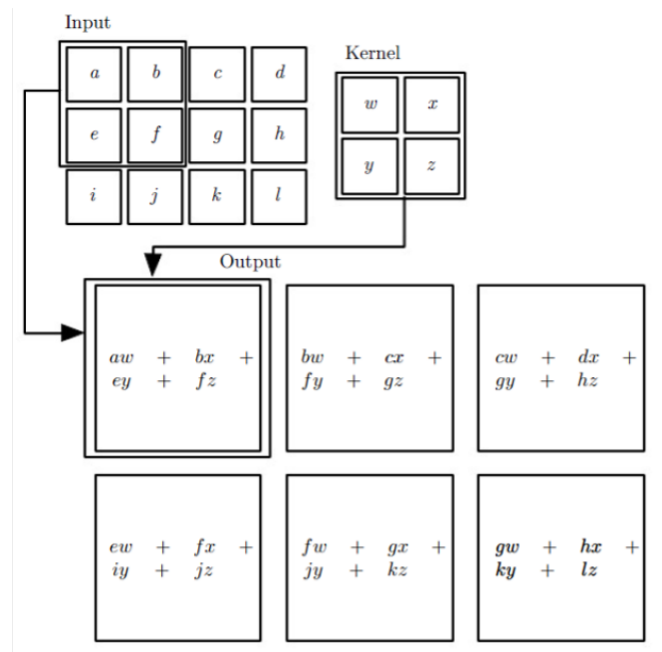 Input
Kernel
a b c d
w x
e f g h
y z
i j k l
Output
aw + bx +
ey + fz
bw + cx +
fy + gz
cw + dx +
gy + hz
ew + fx +
iy + jz
fw + gx +
jy + kz
gw + hx +
ky + lz